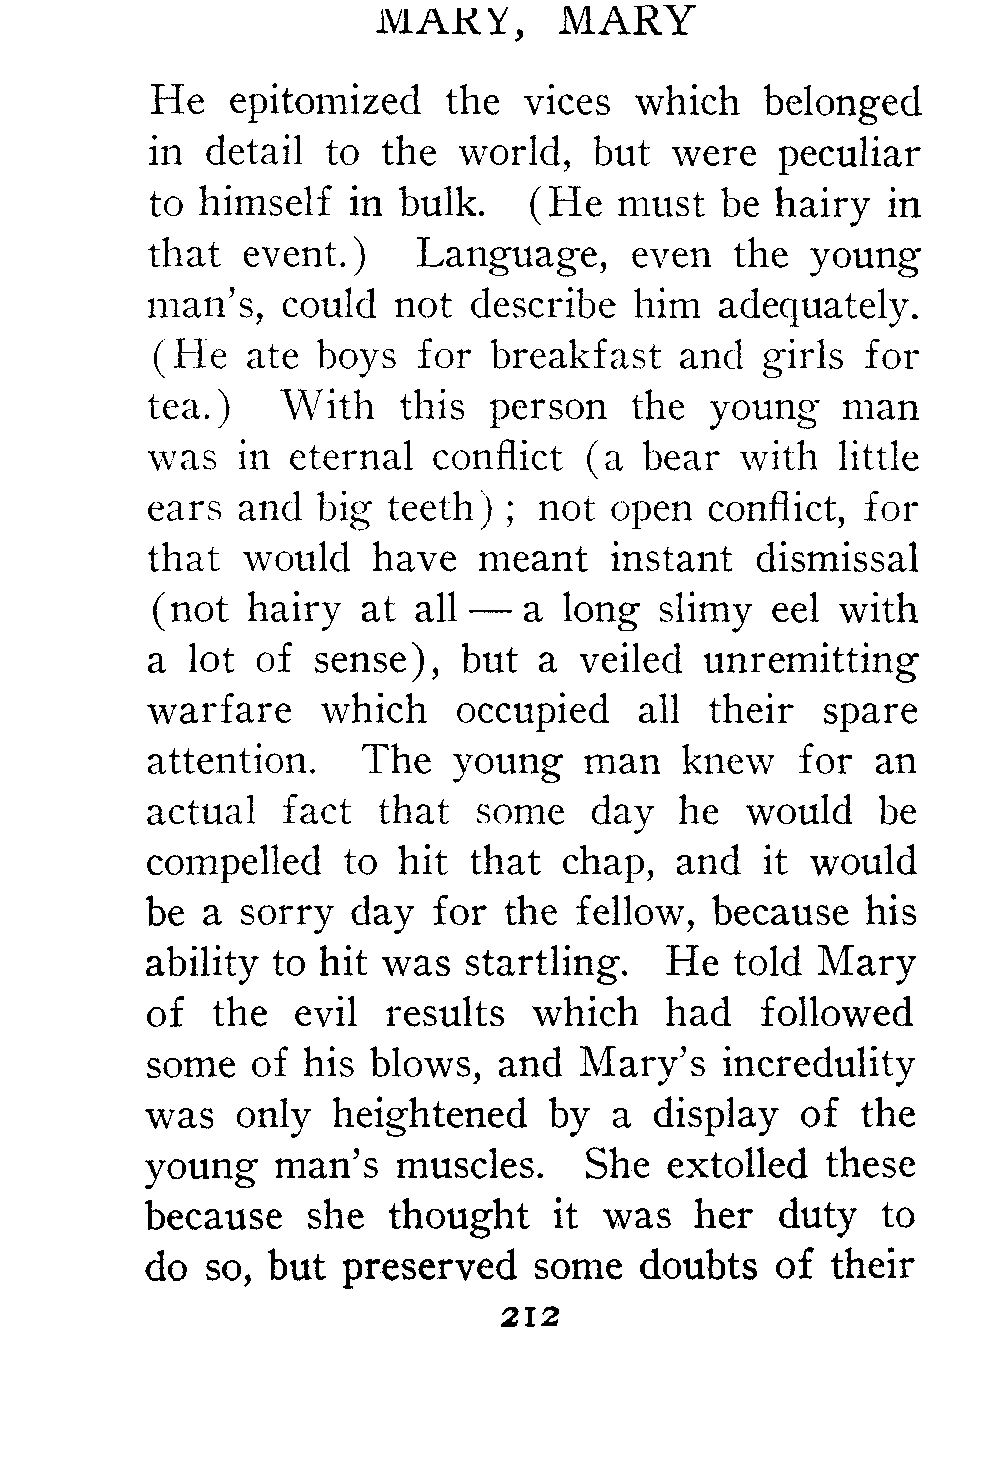 MARY, MARY
He epitomized the vices which belonged
in detail to the world, but were peculiar
to himself in bulk. (He must be hairy in
that event.) Language, even the young
man's, could not describe him adequately.
(He ate boys for breakfast and girls for
tea.) With this person the young man
was in eternal conflict (a bear with little
ears and big teeth); not open conflict, for
that would have meant instant dismissal
(not hairy at all — a long slimy eel with
a lot of sense), but a veiled unremitting
warfare which occupied all their spare
attention. The young man knew for an
actual fact that some day he would be
compelled to hit that chap, and it would
be a sorry day for the fellow, because his
ability to hit was startling. He told Mary
of the evil results which had followed
some of his blows, and Mary's incredulity
was only heightened by a display of the
young man's muscles. She extolled these
because she thought it was her duty to
do so, but preserved some doubts of their
212